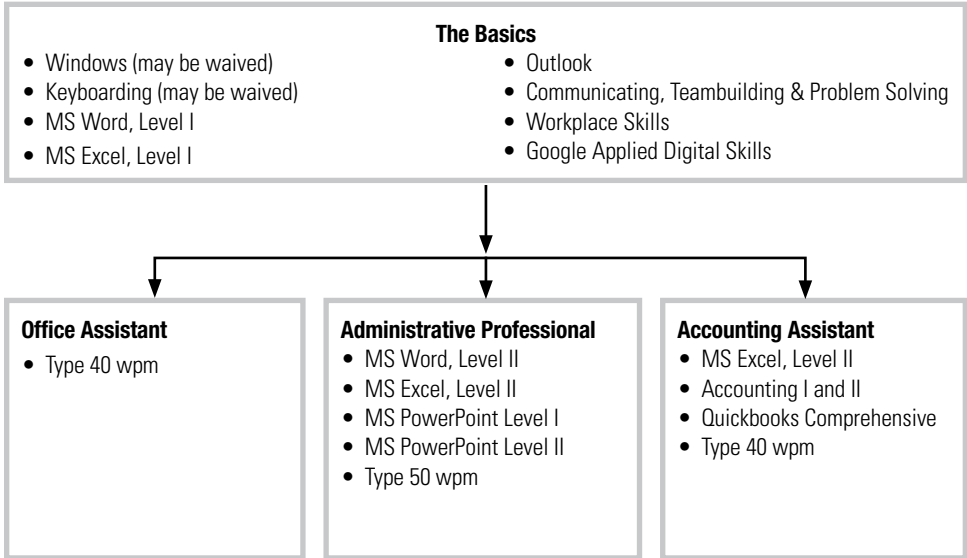 The Basics
• Windows (may be waived)
• Keyboarding (may be waived)
• MS Word, Level I
• MS Excel, Level I
• Outlook
• Communicating, Teambuilding & Problem Solving
• Workplace Skills
• Google Applied Digital Skills
Office Assistant
• Type 40 wpm
Administrative Professional
• MS Word, Level II
• MS Excel, Level II
• MS PowerPoint Level I
• MS PowerPoint Level II
• Type 50 wpm
Accounting Assistant
• MS Excel, Level II
• Accounting I and II
• Quickbooks Comprehensive
• Type 40 wpm